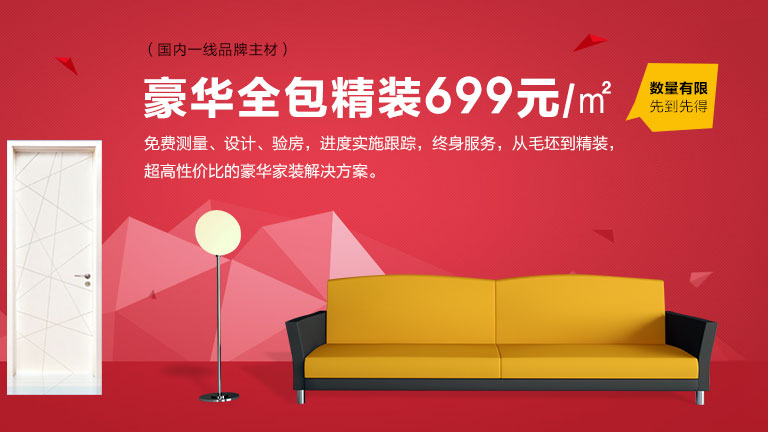 （国内一线品牌主材）
豪华全包精装699元/㎡
数量有限
先到先得
免费测量、设计、验房，进度实施跟踪，终身服务，从毛坯到精装，
超高性价比的豪华家装解决方案。